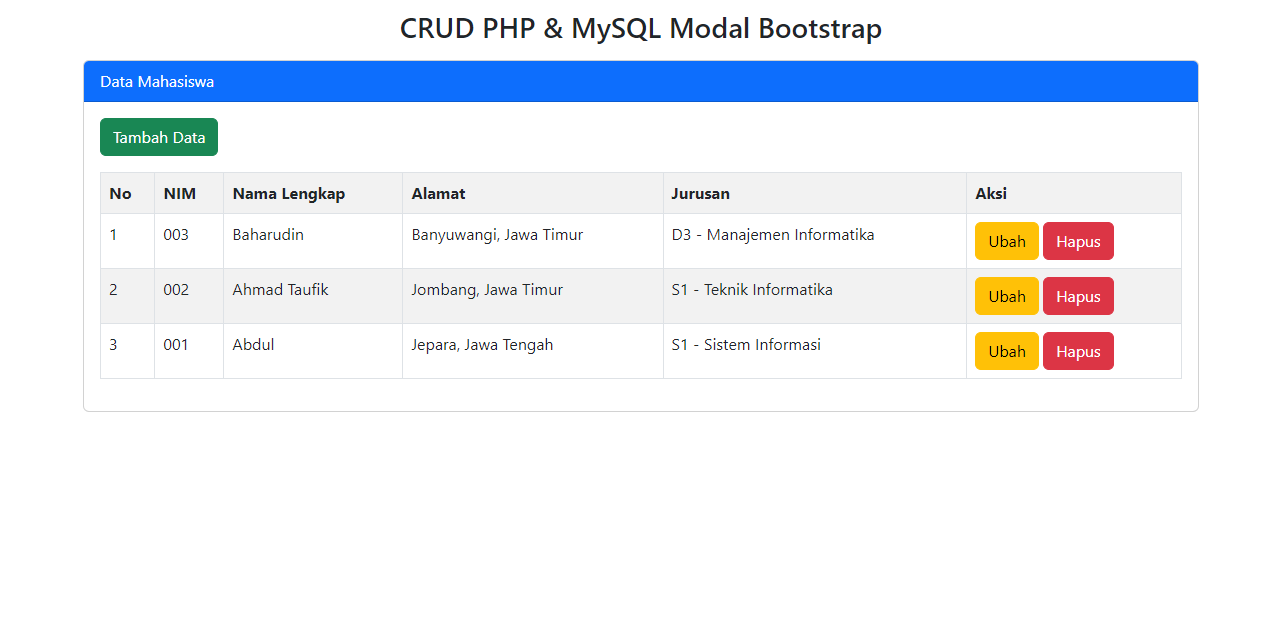 CRUD PHP & MySQL Modal Bootstrap
Data Mahasiswa
Tambah Data
No NIM Nama Lengkap Alamat Jurusan Aksi
1 003 Baharudin Banyuwangi, Jawa Timur D3 - Manajemen Informatika Ubah Hapus
2 002 Ahmad Taufik Jombang, Jawa Timur S1 - Teknik Informatika Ubah Hapus
3 001 Abdul Jepara, Jawa Tengah S1 - Sistem Informasi Ubah Hapus